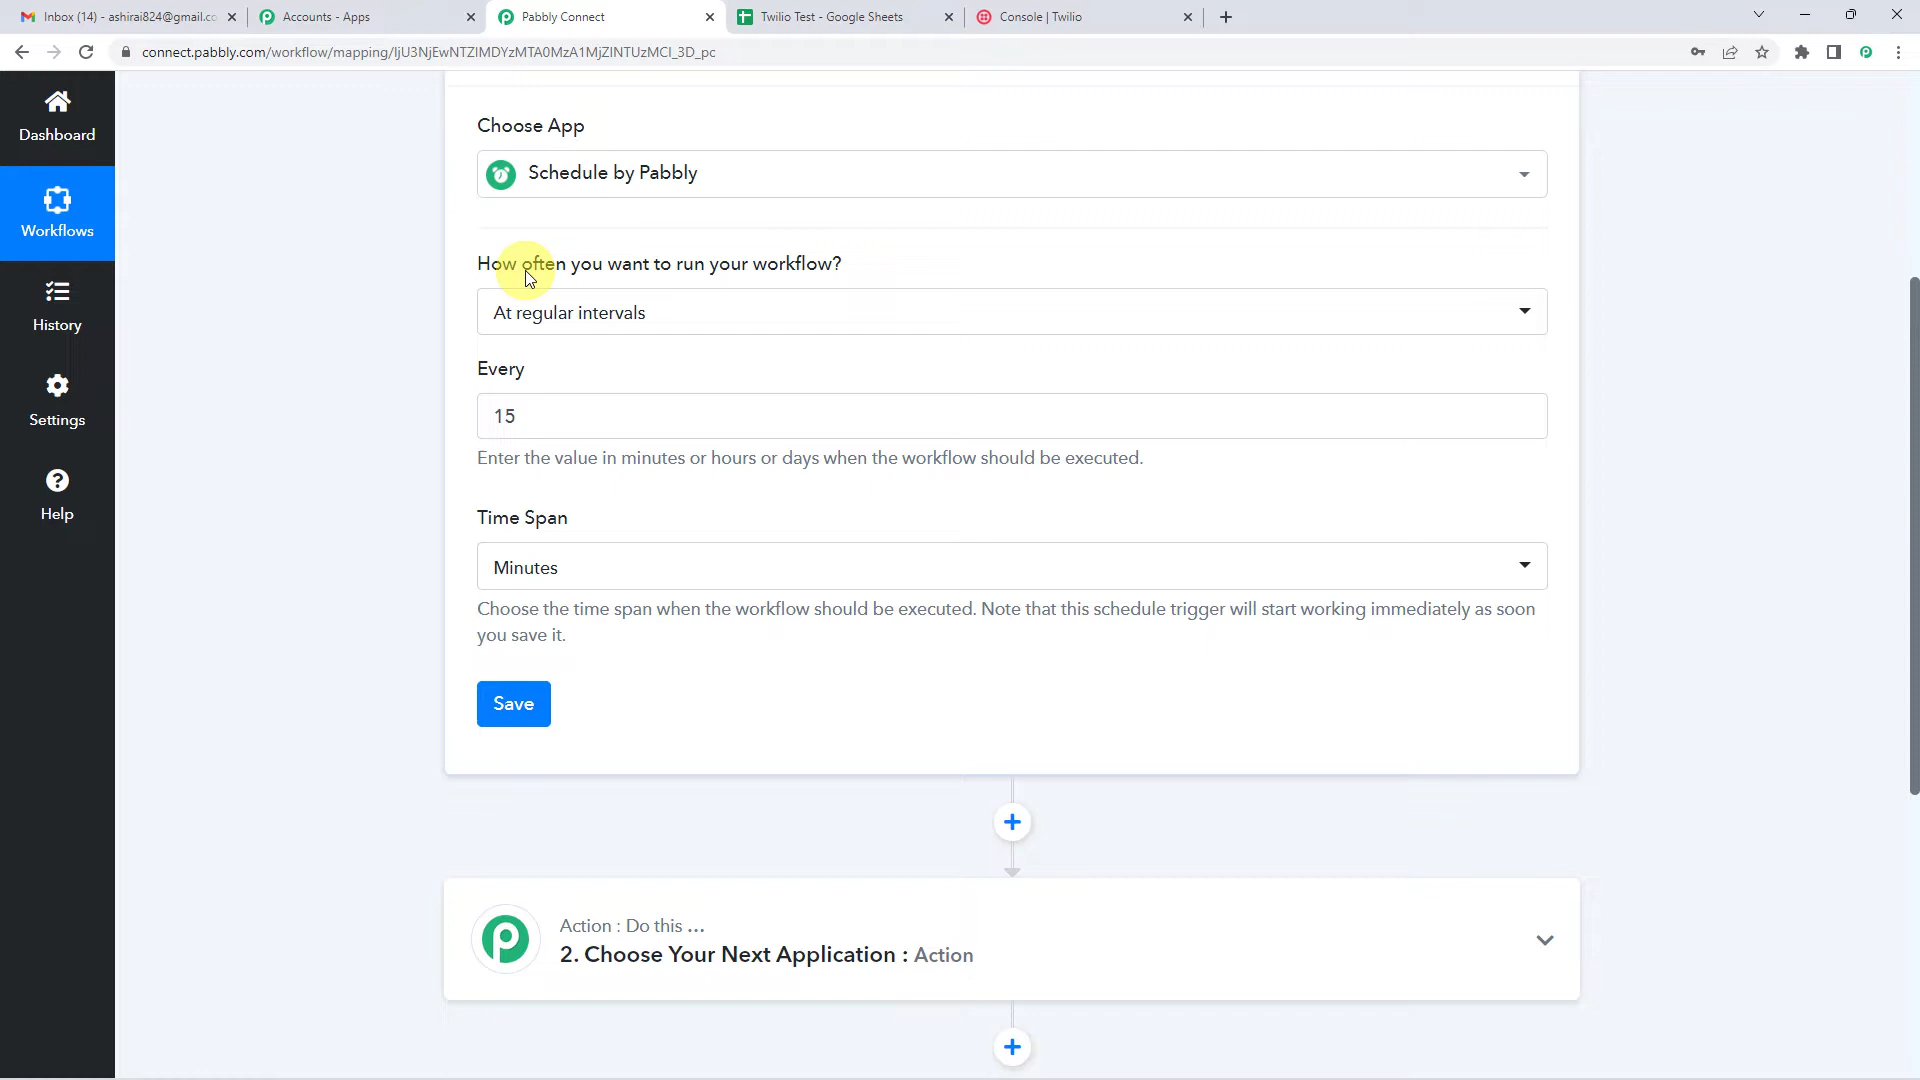 Inbox (14) - ashirai824@gmail.co
Accounts - Apps
Pabbly Connect
Twilio Test - Google Sheets
Console | Twilio
connect.pabbly.com/workflow/mapping/IjU3NjEwNTZlMDYzMTA0MzA1MjZlNTUzMCI_3D_pc
Dashboard
Workflows
History
Settings
Help
Choose App
Schedule by Pabbly
How often you want to run your workflow?
At regular intervals
Every
15
Enter the value in minutes or hours or days when the workflow should be executed.
Time Span
Minutes
Choose the time span when the workflow should be executed. Note that this schedule trigger will start working immediately as soon
you save it.
Save
Action : Do this ...
2. Choose Your Next Application : Action